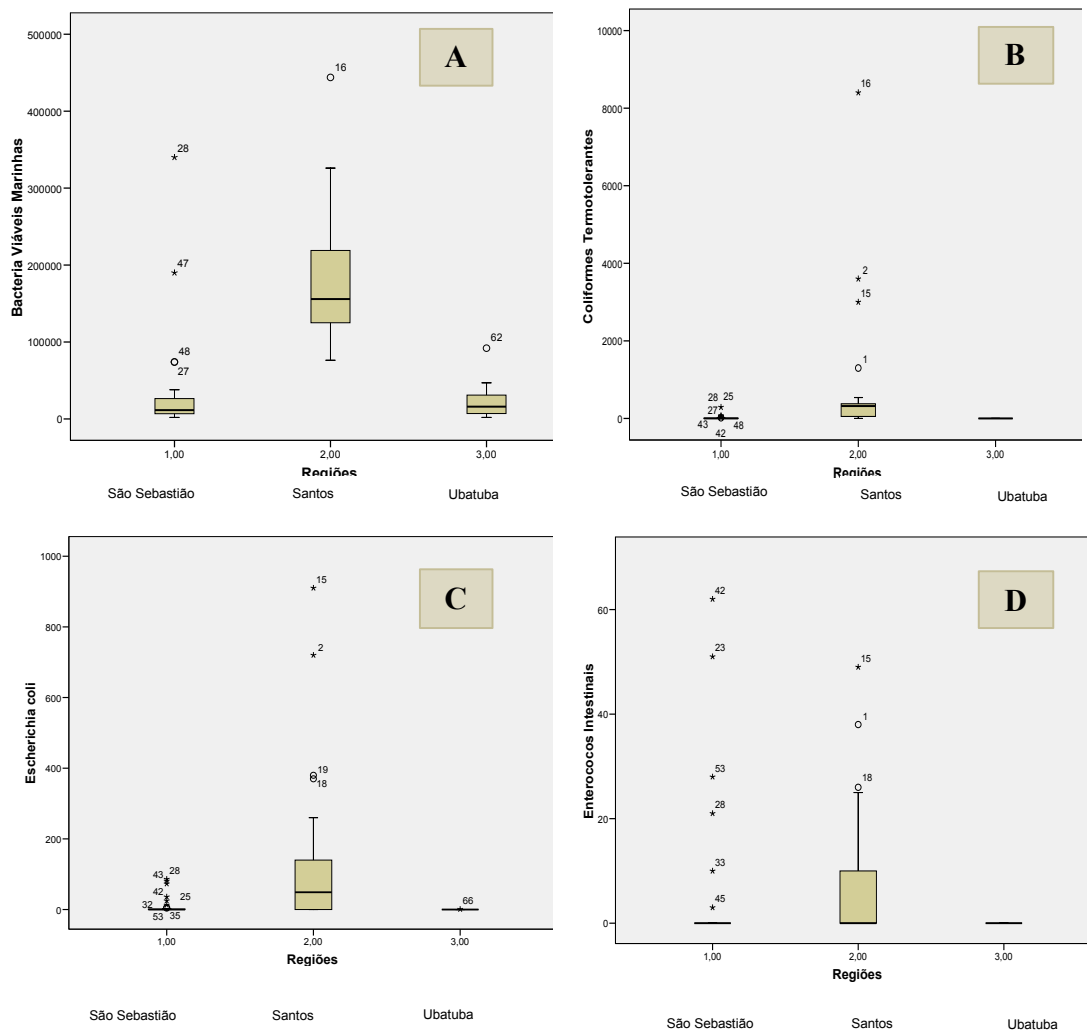 A
Bacteria Viáveis Marinhas
500000
400000
300000
200000
100000
0
16
28
47
48
27
62
1,00
2,00
3,00
Regiões
São Sebastião
Santos
Ubatuba
B
Coliformes Termotolerantes
10000
8000
6000
4000
2000
0
16
2
15
1
28
25
27
43
48
42
1,00
2,00
3,00
Regiões
São Sebastião
Santos
Ubatuba
C
Escherichia coli
1000
800
600
400
200
0
15
2
19
18
43
28
42
25
32
53
35
66
1,00
2,00
3,00
Regiões
São Sebastião
Santos
Ubatuba
D
Enterococos Intestinais
60
40
20
0
42
23
53
28
33
45
15
1
18
1,00
2,00
3,00
Regiões
São Sebastião
Santos
Ubatuba